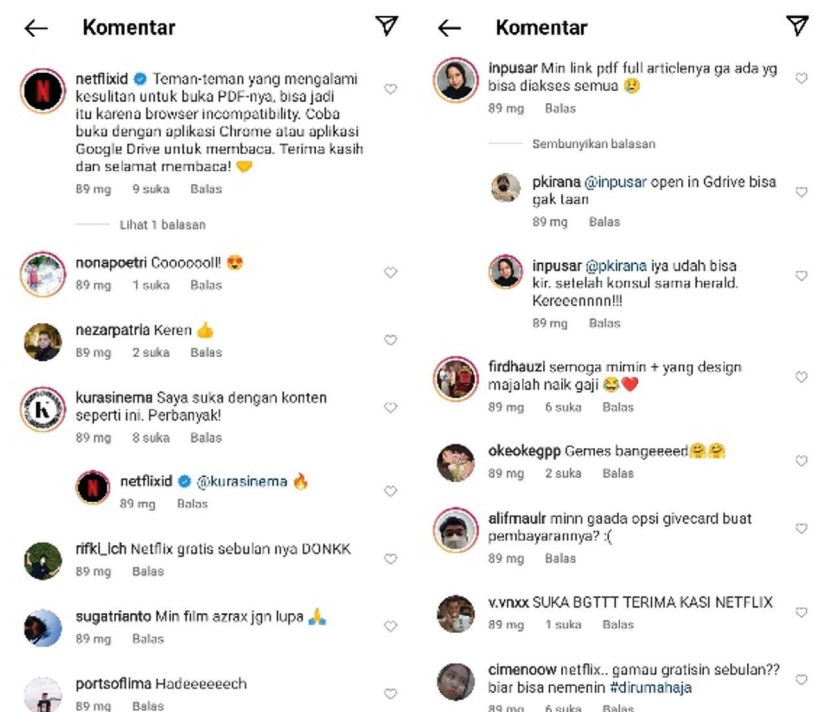 Komentar
netflixid Teman-teman yang mengalami
kesulitan untuk buka PDF-nya, bisa jadi
itu karena browser incompatibility. Coba
buka dengan aplikasi Chrome atau aplikasi
Google Drive untuk membaca. Terima kasih
dan selamat membaca! 🤝
89 mg 9 suka Balas
Lihat 1 balasan
nonapoetri Cooooooll! 😍
89 mg 1 suka Balas
nezarpatria Keren 👍
89 mg 2 suka Balas
kurasinema Saya suka dengan konten
seperti ini. Perbanyak!
89 mg 8 suka Balas
netflixid @kurasinema 🔥
89 mg Balas
rifki_ich Netflix gratis sebulan nya DONKK
89 mg Balas
sugatrianto Min film azrax jgn lupa 🙏
89 mg Balas
portsoflima Hadeeeeeech
89 mg Balas
Komentar
inpusar Min link pdf full articlenya ga ada yg
bisa diakses semua 😢
89 mg Balas
Sembunyikan balasan
pkirana @inpusar open in Gdrive bisa
gak taan
89 mg Balas
inpusar @pkirana iya udah bisa
kir. setelah konsul sama herald.
Kereeennnn!!!
89 mg Balas
firdhauzi semoga mimin + yang design
majalah naik gaji 😂❤️
89 mg 6 suka Balas
okeokegpp Gemes bangeeeed🤗🤗
89 mg 2 suka Balas
alifmaulr minn gaada opsi givecard buat
pembayarannya? :(
89 mg Balas
v.vnxx SUKA BGTTT TERIMA KASI NETFLIX
89 mg 1 suka Balas
cimenoow netflix.. gamau gratisin sebulan??
biar bisa nemenin #dirumahaja
89 mg 6 suka Balas